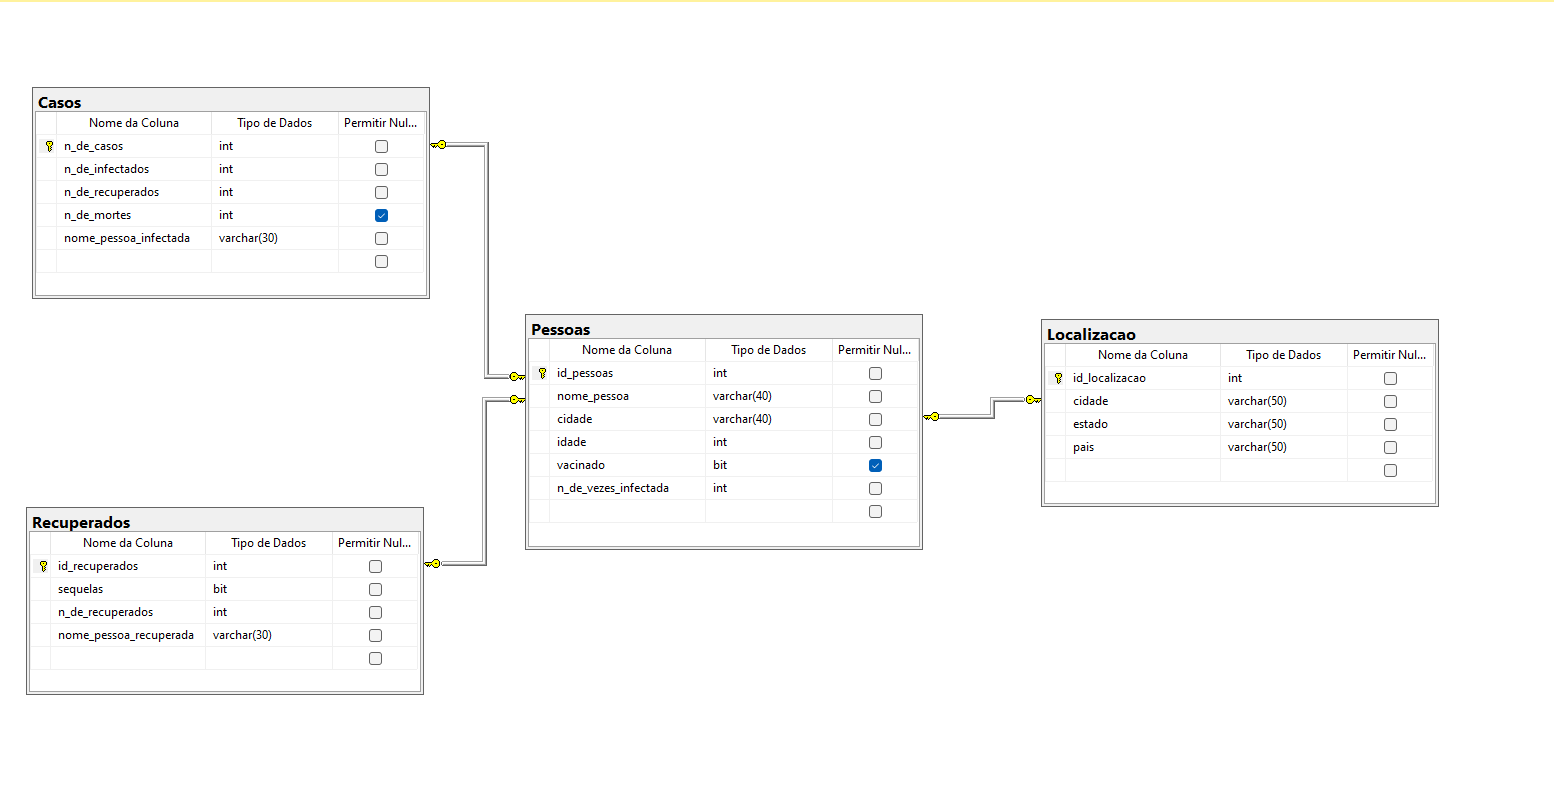 Casos
Nome da Coluna Tipo de Dados Permitir Nul...
n_de_casos int
n_de_infectados int
n_de_recuperados int
n_de_mortes int
nome_pessoa_infectada varchar(30)
Pessoas
Nome da Coluna Tipo de Dados Permitir Nul...
id_pessoas int
nome_pessoa varchar(40)
cidade varchar(40)
idade int
vacinado bit
n_de_vezes_infectada int
Localizacao
Nome da Coluna Tipo de Dados Permitir Nul...
id_localizacao int
cidade varchar(50)
estado varchar(50)
pais varchar(50)
Recuperados
Nome da Coluna Tipo de Dados Permitir Nul...
id_recuperados int
sequelas bit
n_de_recuperados int
nome_pessoa_recuperada varchar(30)